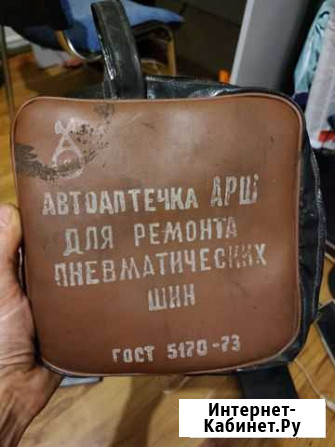 АВТОАПТЕЧКА АРШ
ДЛЯ РЕМОНТА
ПНЕВМАТИЧЕСКИХ
ШИН
ГОСТ 5170-73
Интернет-
Кабинет.Ру